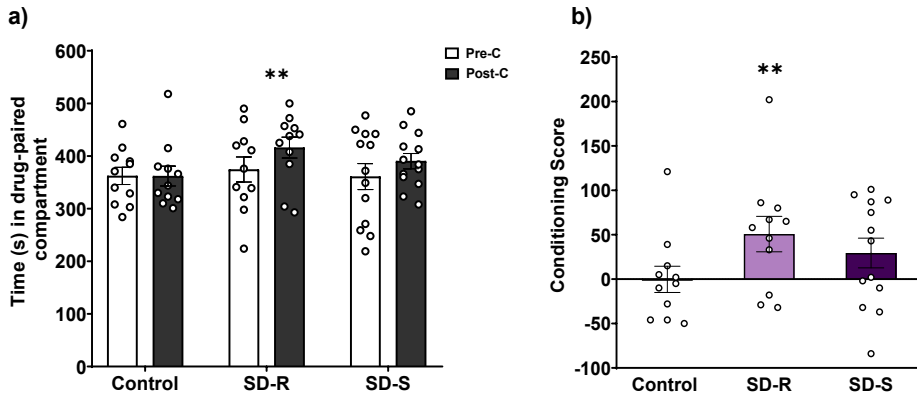 a)
Time (s) in drug-paired
compartment
600
500
400
300
200
100
0
**
Pre-C
Post-C
Control SD-R SD-S
b)
Conditioning Score
250
200
150
100
50
0
-50
-100
**
Control SD-R SD-S